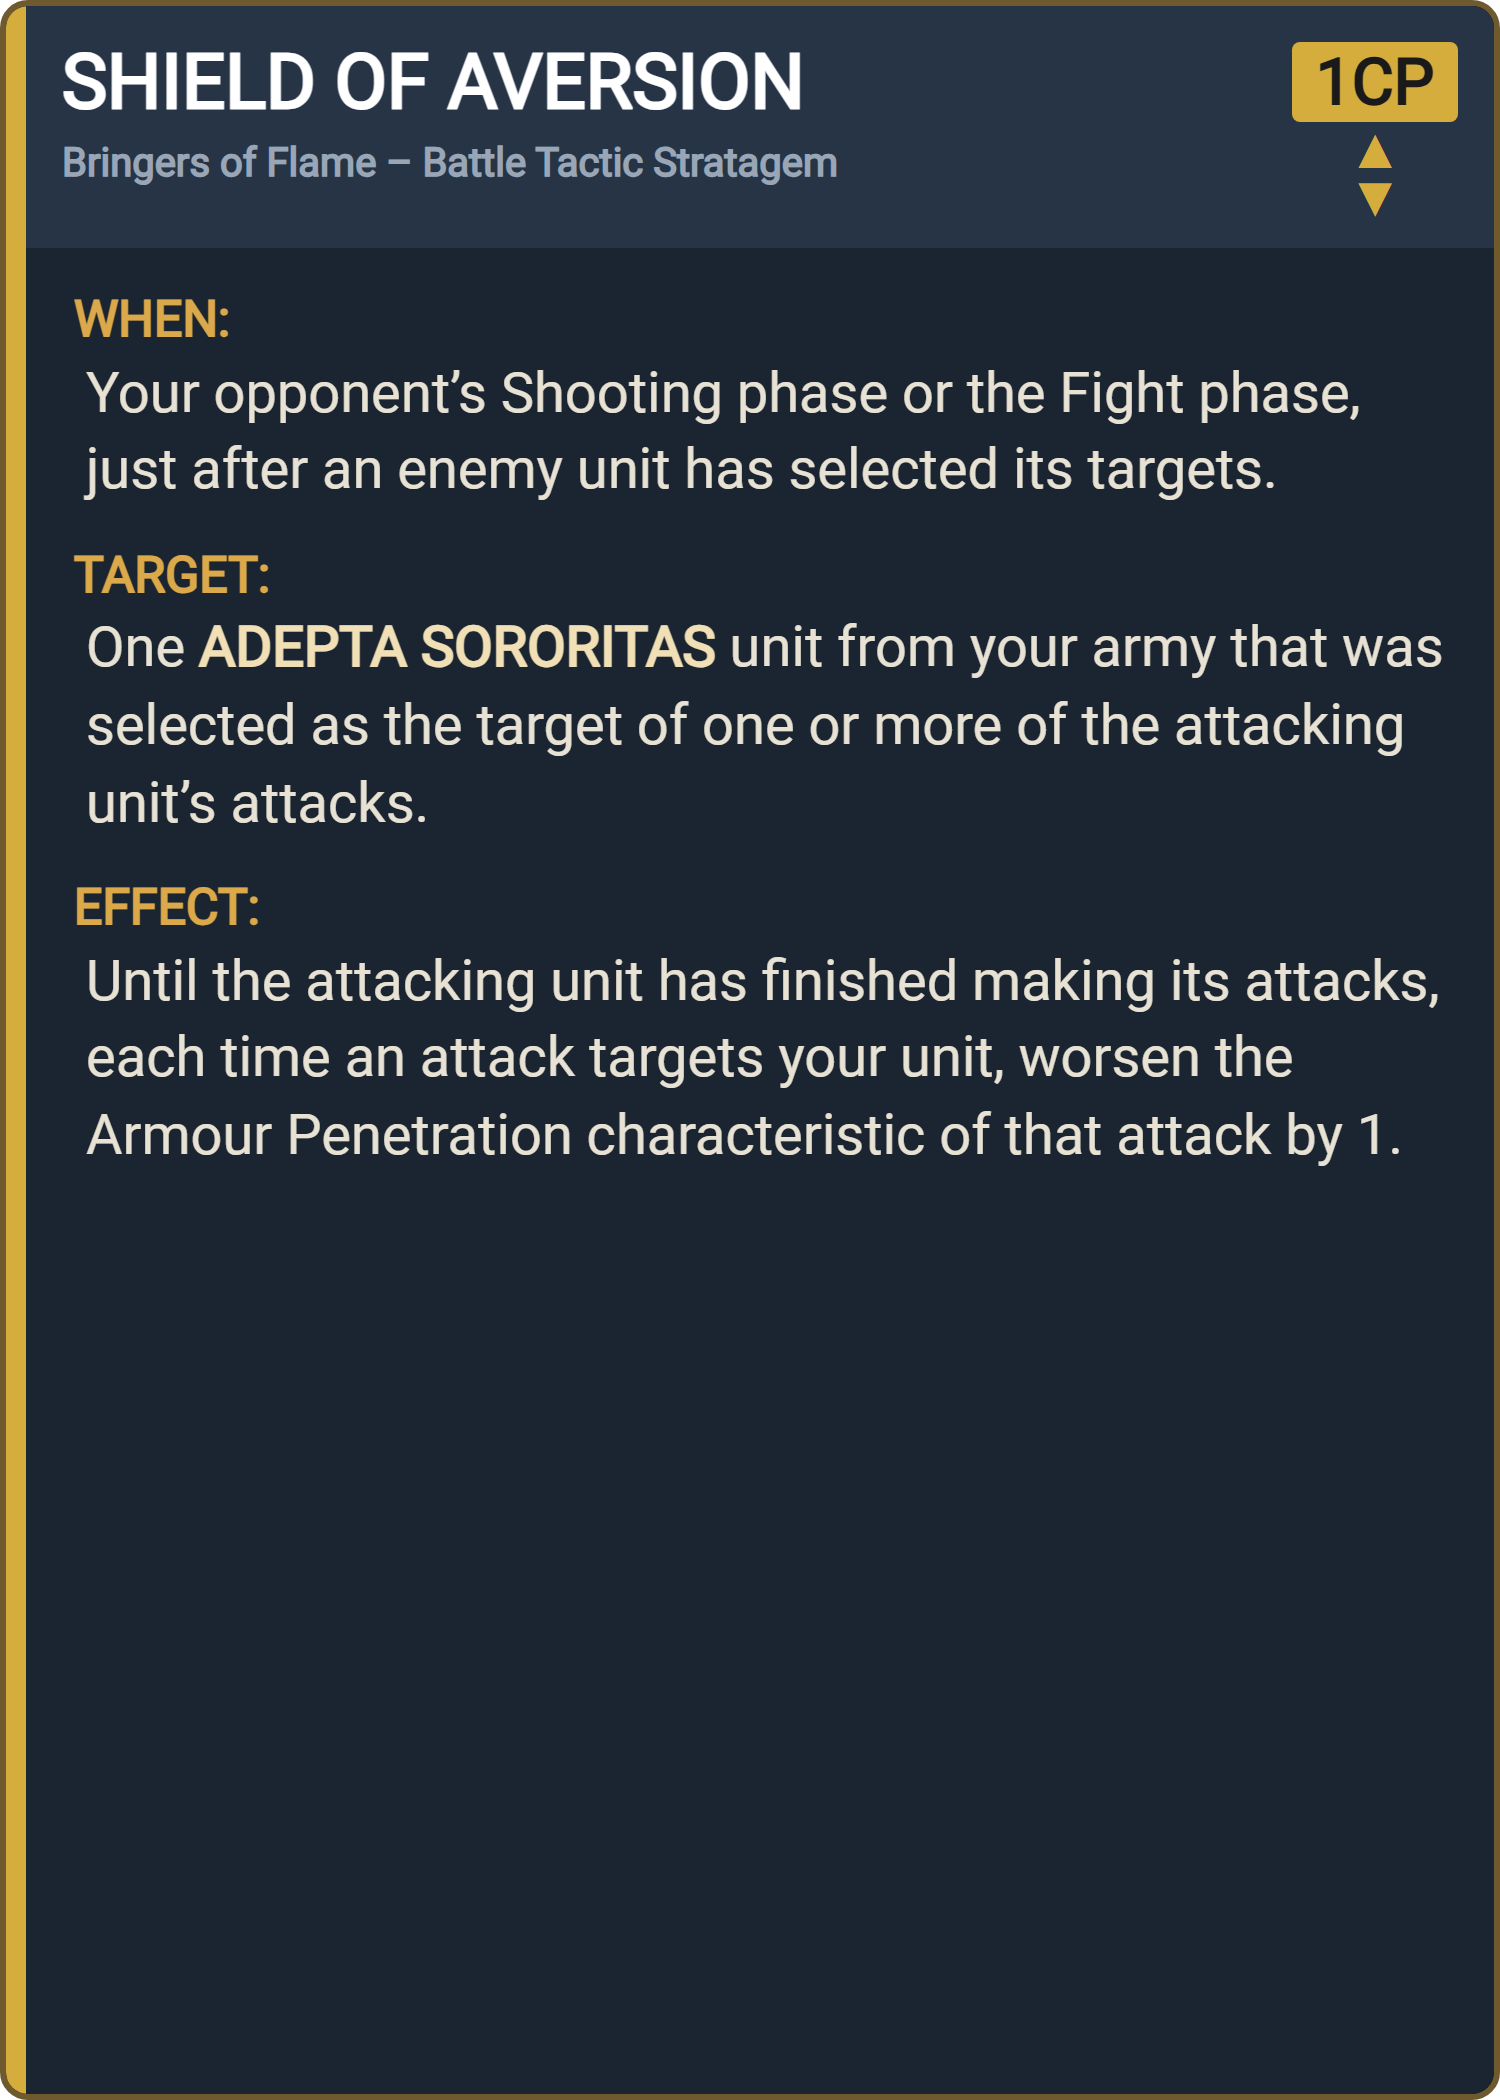 SHIELD OF AVERSION
1CP
Bringers of Flame – Battle Tactic Stratagem
WHEN:
Your opponent’s Shooting phase or the Fight phase,
just after an enemy unit has selected its targets.
TARGET:
One ADEPTA SORORITAS unit from your army that was
selected as the target of one or more of the attacking
unit’s attacks.
EFFECT:
Until the attacking unit has finished making its attacks,
each time an attack targets your unit, worsen the
Armour Penetration characteristic of that attack by 1.